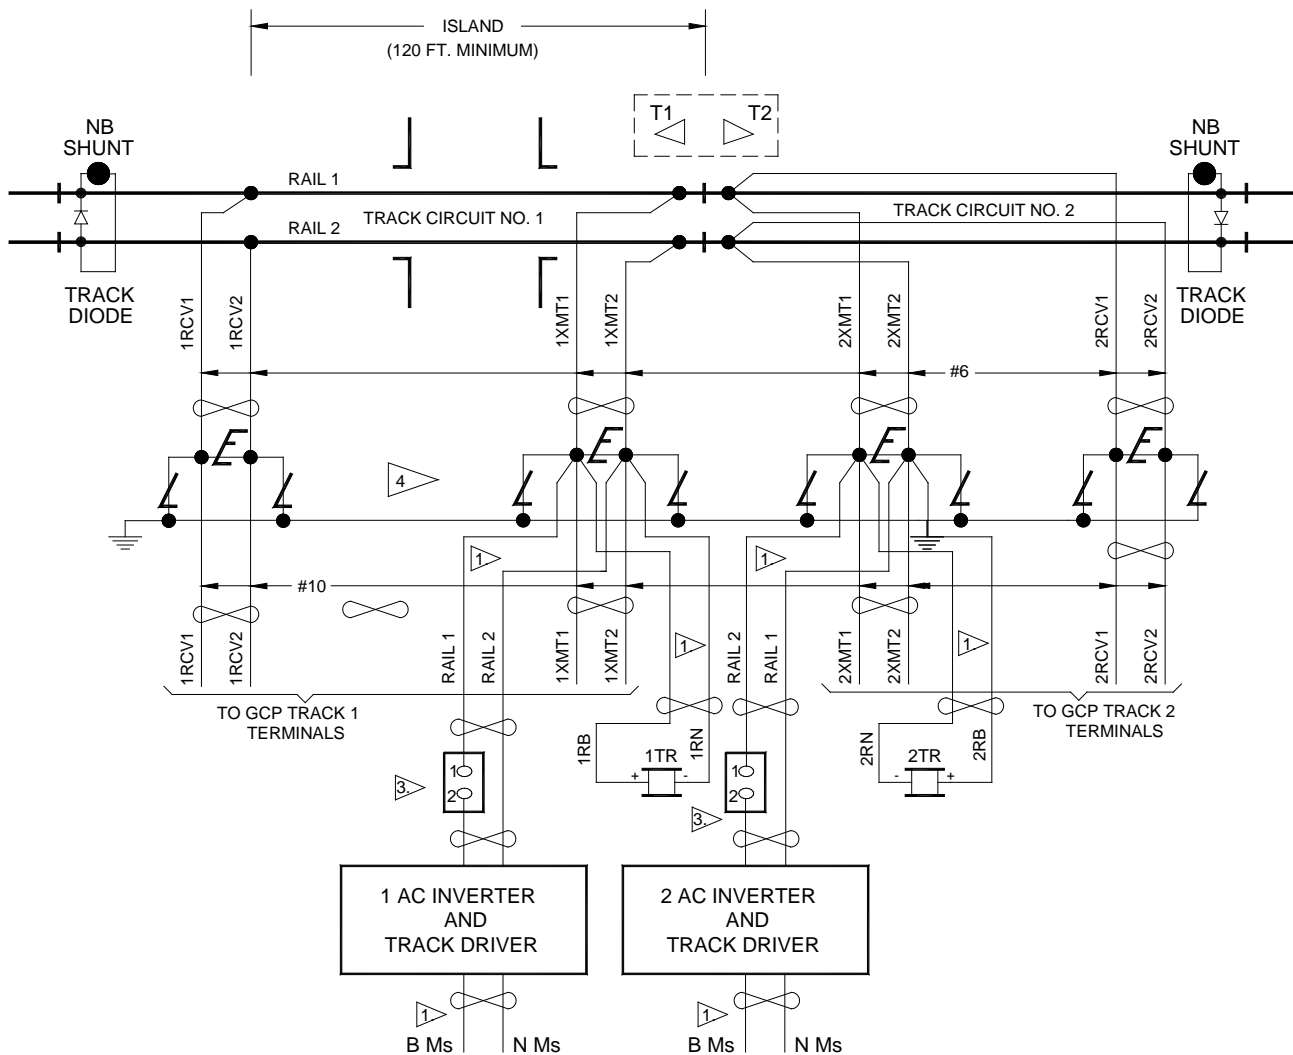 ISLAND
(120 FT. MINIMUM)
T1 T2
NB
SHUNT
NB
SHUNT
RAIL 1
TRACK CIRCUIT NO. 1
TRACK CIRCUIT NO. 2
RAIL 2
TRACK
DIODE
TRACK
DIODE
1RCV1
1RCV2
1XMT1
1XMT2
2XMT1
2XMT2
2RCV1
2RCV2
#6
4
1.
1.
#10
1RCV1
1RCV2
RAIL 1
RAIL 2
1XMT1
1XMT2
1.
RAIL 2
RAIL 1
2XMT1
2XMT2
1.
2RCV1
2RCV2
TO GCP TRACK 1
TERMINALS
TO GCP TRACK 2
TERMINALS
1RB
1TR
+ -
1RN
2RN
2TR
- +
2RB
1
2
3.
1
2
3.
1 AC INVERTER
AND
TRACK DRIVER
2 AC INVERTER
AND
TRACK DRIVER
1.
1.
B Ms N Ms
B Ms N Ms